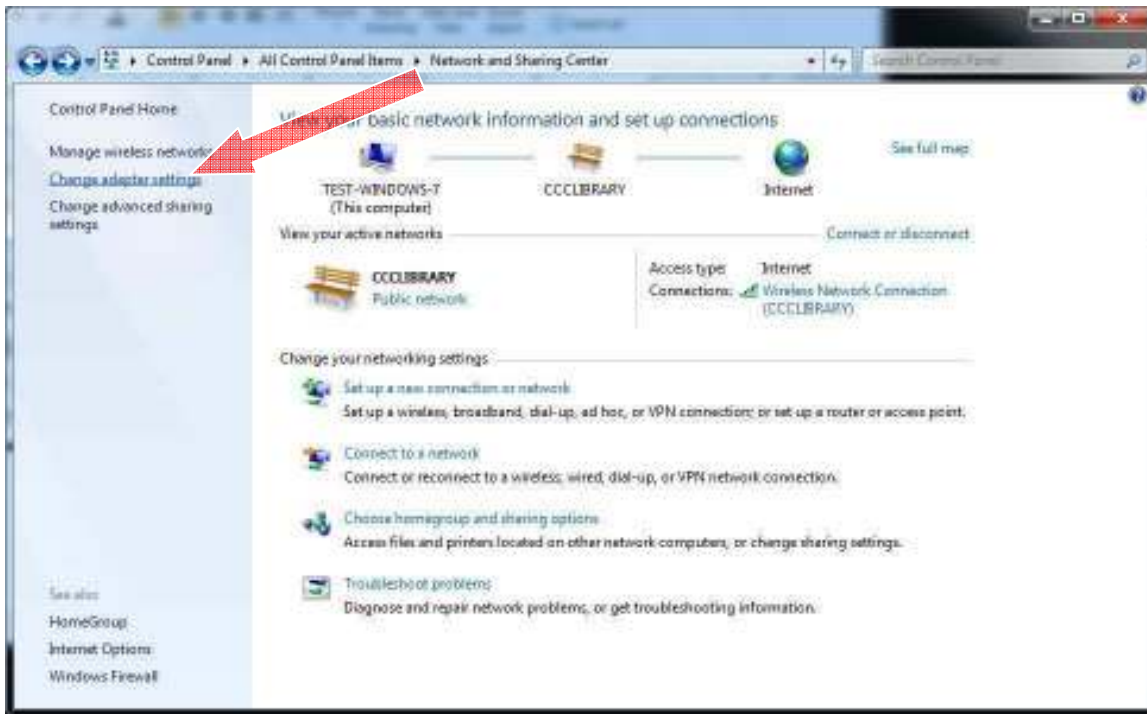 Control Panel ▸ All Control Panel Items ▸ Network and Sharing Center
Search Control Panel
Control Panel Home
Manage wireless networks
Change adapter settings
Change advanced sharing
settings
See also
HomeGroup
Internet Options
Windows Firewall
View your basic network information and set up connections
See full map
TEST-WINDOWS-7
(This computer)
CCCLIBRARY
Internet
View your active networks
Connect or disconnect
CCCLIBRARY
Public network
Access type: Internet
Connections: Wireless Network Connection
(CCCLIBRARY)
Change your networking settings
Set up a new connection or network
Set up a wireless, broadband, dial-up, ad hoc, or VPN connection; or set up a router or access point.
Connect to a network
Connect or reconnect to a wireless, wired, dial-up, or VPN network connection.
Choose homegroup and sharing options
Access files and printers located on other network computers, or change sharing settings.
Troubleshoot problems
Diagnose and repair network problems, or get troubleshooting information.